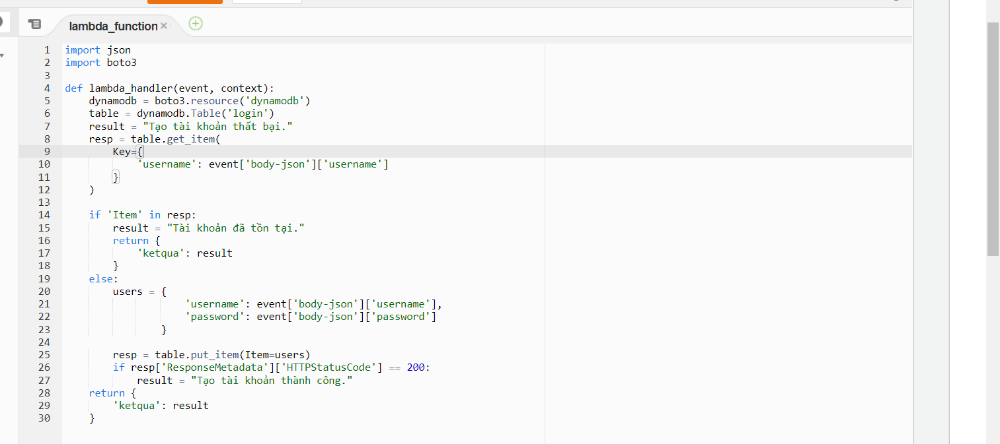 lambda_function
1 import json
2 import boto3
3
4 def lambda_handler(event, context):
5     dynamodb = boto3.resource('dynamodb')
6     table = dynamodb.Table('login')
7     result = "Tạo tài khoản thất bại."
8     resp = table.get_item(
9         Key={
10             'username': event['body-json']['username']
11         }
12     )
13
14     if 'Item' in resp:
15         result = "Tài khoản đã tồn tại."
16         return {
17             'ketqua': result
18         }
19     else:
20         users = {
21                     'username': event['body-json']['username'],
22                     'password': event['body-json']['password']
23                 }
24
25         resp = table.put_item(Item=users)
26         if resp['ResponseMetadata']['HTTPStatusCode'] == 200:
27             result = "Tạo tài khoản thành công."
28     return {
29         'ketqua': result
30     }